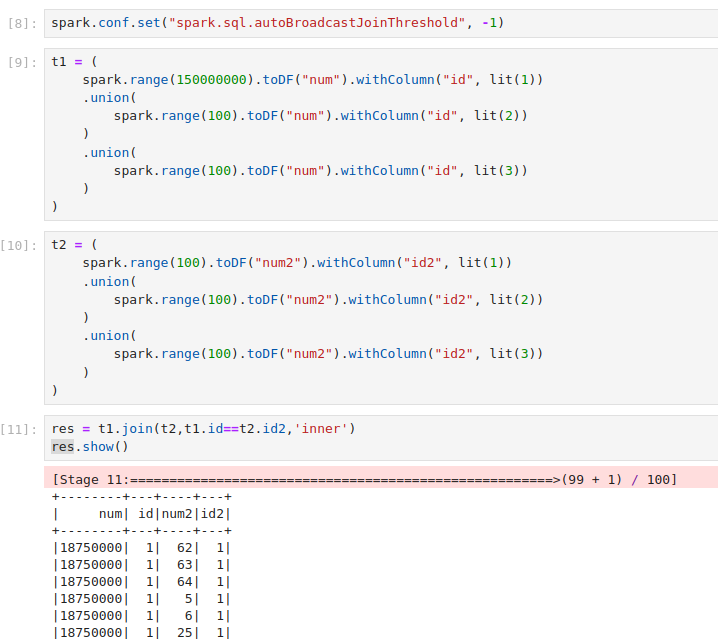 [8]: spark.conf.set("spark.sql.autoBroadcastJoinThreshold", -1)
[9]: t1 = (
    spark.range(150000000).toDF("num").withColumn("id", lit(1))
    .union(
        spark.range(100).toDF("num").withColumn("id", lit(2))
    )
    .union(
        spark.range(100).toDF("num").withColumn("id", lit(3))
    )
)
[10]: t2 = (
    spark.range(100).toDF("num2").withColumn("id2", lit(1))
    .union(
        spark.range(100).toDF("num2").withColumn("id2", lit(2))
    )
    .union(
        spark.range(100).toDF("num2").withColumn("id2", lit(3))
    )
)
[11]: res = t1.join(t2,t1.id==t2.id2,'inner')
res.show()
[Stage 11:======================================================>(99 + 1) / 100]
+--------+---+----+---+
|     num| id|num2|id2|
+--------+---+----+---+
|18750000|  1|  62|  1|
|18750000|  1|  63|  1|
|18750000|  1|  64|  1|
|18750000|  1|   5|  1|
|18750000|  1|   6|  1|
|18750000|  1|  25|  1|